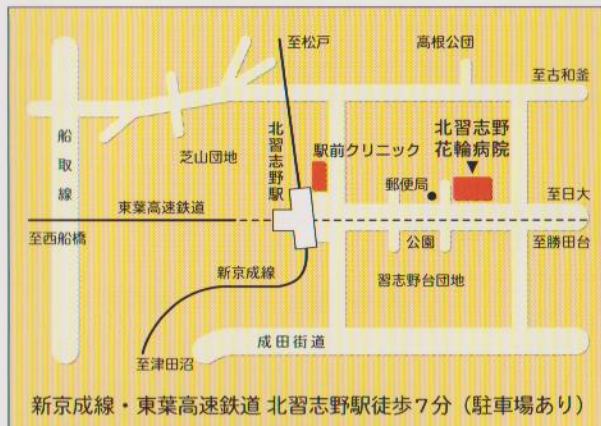 至松戸
高根公団
至古和釜
船取線
芝山団地
北習志野駅
駅前クリニック
北習志野
花輪病院
郵便局
東葉高速鉄道
至日大
至西船橋
公園
至勝田台
新京成線
習志野台団地
成田街道
至津田沼
新京成線・東葉高速鉄道 北習志野駅徒歩7分（駐車場あり）